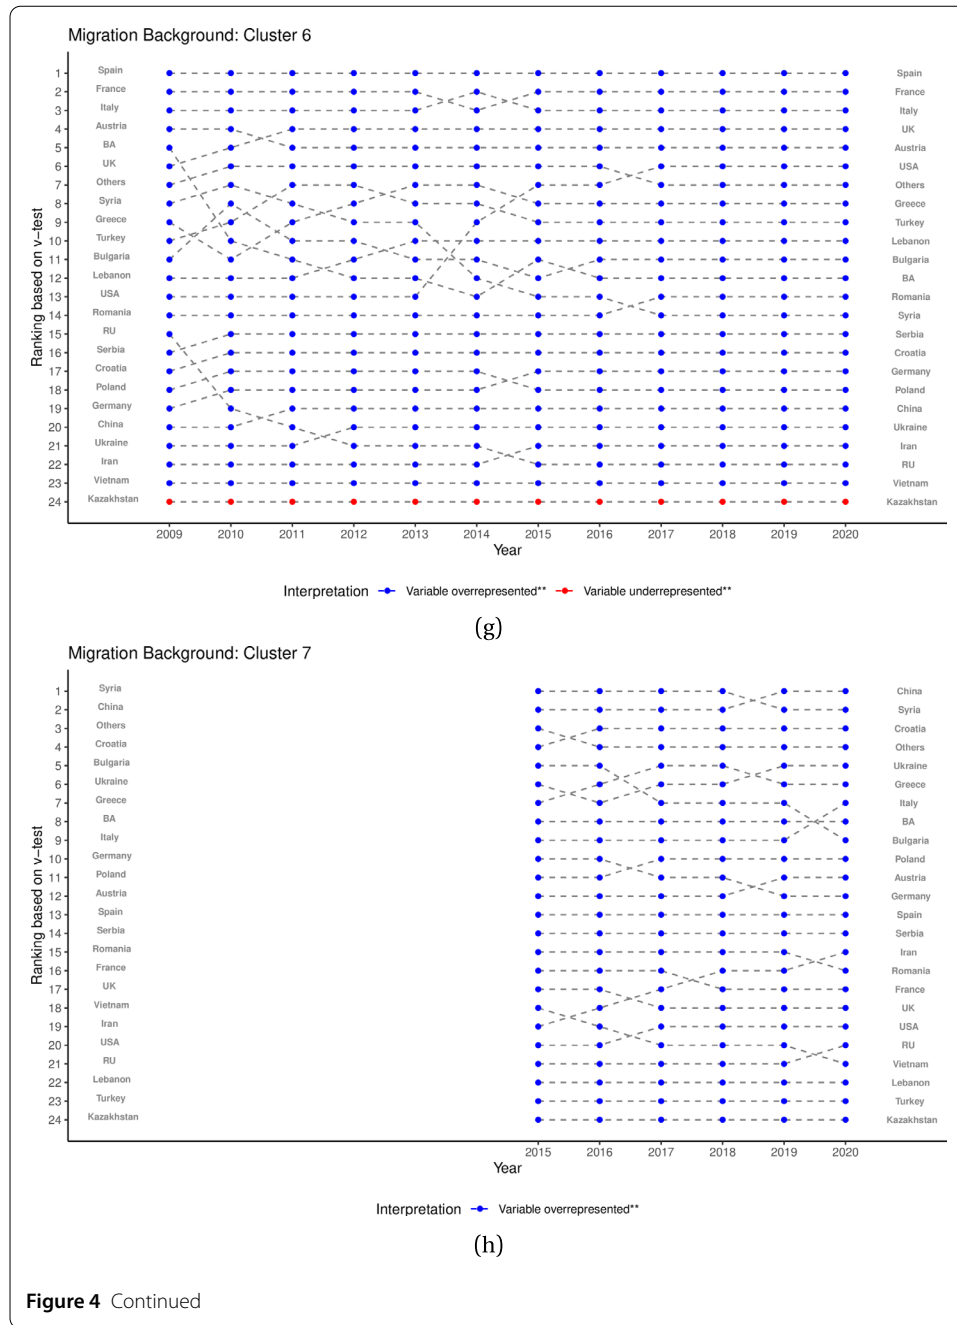 Migration Background: Cluster 6
Ranking based on v−test
1 Spain Spain
2 France France
3 Italy Italy
4 Austria UK
5 BA Austria
6 UK USA
7 Others Others
8 Syria Greece
9 Greece Turkey
10 Turkey Lebanon
11 Bulgaria Bulgaria
12 Lebanon BA
13 USA Romania
14 Romania Syria
15 RU Serbia
16 Serbia Croatia
17 Croatia Germany
18 Poland Poland
19 Germany China
20 China Ukraine
21 Ukraine Iran
22 Iran RU
23 Vietnam Vietnam
24 Kazakhstan Kazakhstan
2009 2010 2011 2012 2013 2014 2015 2016 2017 2018 2019 2020
Year
Interpretation Variable overrepresented** Variable underrepresented**
(g)
Migration Background: Cluster 7
Ranking based on v−test
1 Syria China
2 China Syria
3 Others Croatia
4 Croatia Others
5 Bulgaria Ukraine
6 Ukraine Greece
7 Greece Italy
8 BA BA
9 Italy Bulgaria
10 Germany Poland
11 Poland Austria
12 Austria Germany
13 Spain Spain
14 Serbia Serbia
15 Romania Iran
16 France Romania
17 UK France
18 Vietnam UK
19 Iran USA
20 USA RU
21 RU Vietnam
22 Lebanon Lebanon
23 Turkey Turkey
24 Kazakhstan Kazakhstan
2015 2016 2017 2018 2019 2020
Year
Interpretation Variable overrepresented**
(h)
Figure 4 Continued